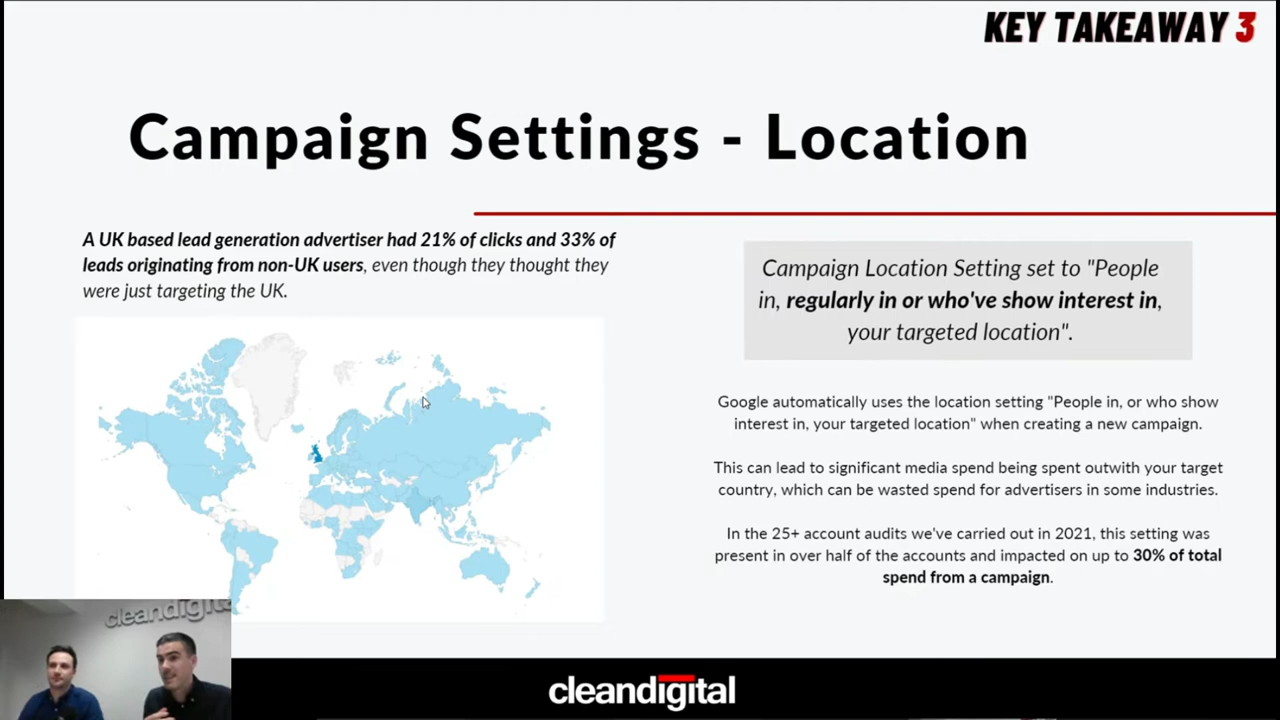 KEY TAKEAWAY 3
Campaign Settings - Location
A UK based lead generation advertiser had 21% of clicks and 33% of
leads originating from non-UK users, even though they thought they
were just targeting the UK.
Campaign Location Setting set to "People
in, regularly in or who've show interest in,
your targeted location".
Google automatically uses the location setting "People in, or who show
interest in, your targeted location" when creating a new campaign.
This can lead to significant media spend being spent outwith your target
country, which can be wasted spend for advertisers in some industries.
In the 25+ account audits we've carried out in 2021, this setting was
present in over half of the accounts and impacted on up to 30% of total
spend from a campaign.
cleandigita
cleandigital